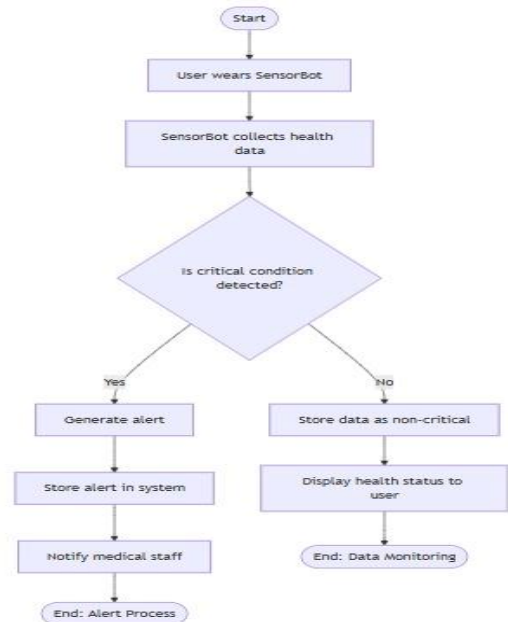 Start
User wears SensorBot
SensorBot collects health
data
Is critical condition
detected?
Yes
No
Generate alert
Store data as non-critical
Store alert in system
Display health status to
user
Notify medical staff
End: Data Monitoring
End: Alert Process